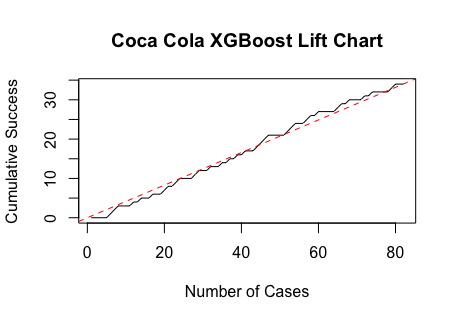 Coca Cola XGBoost Lift Chart
Cumulative Success
30
20
10
0
0 20 40 60 80
Number of Cases